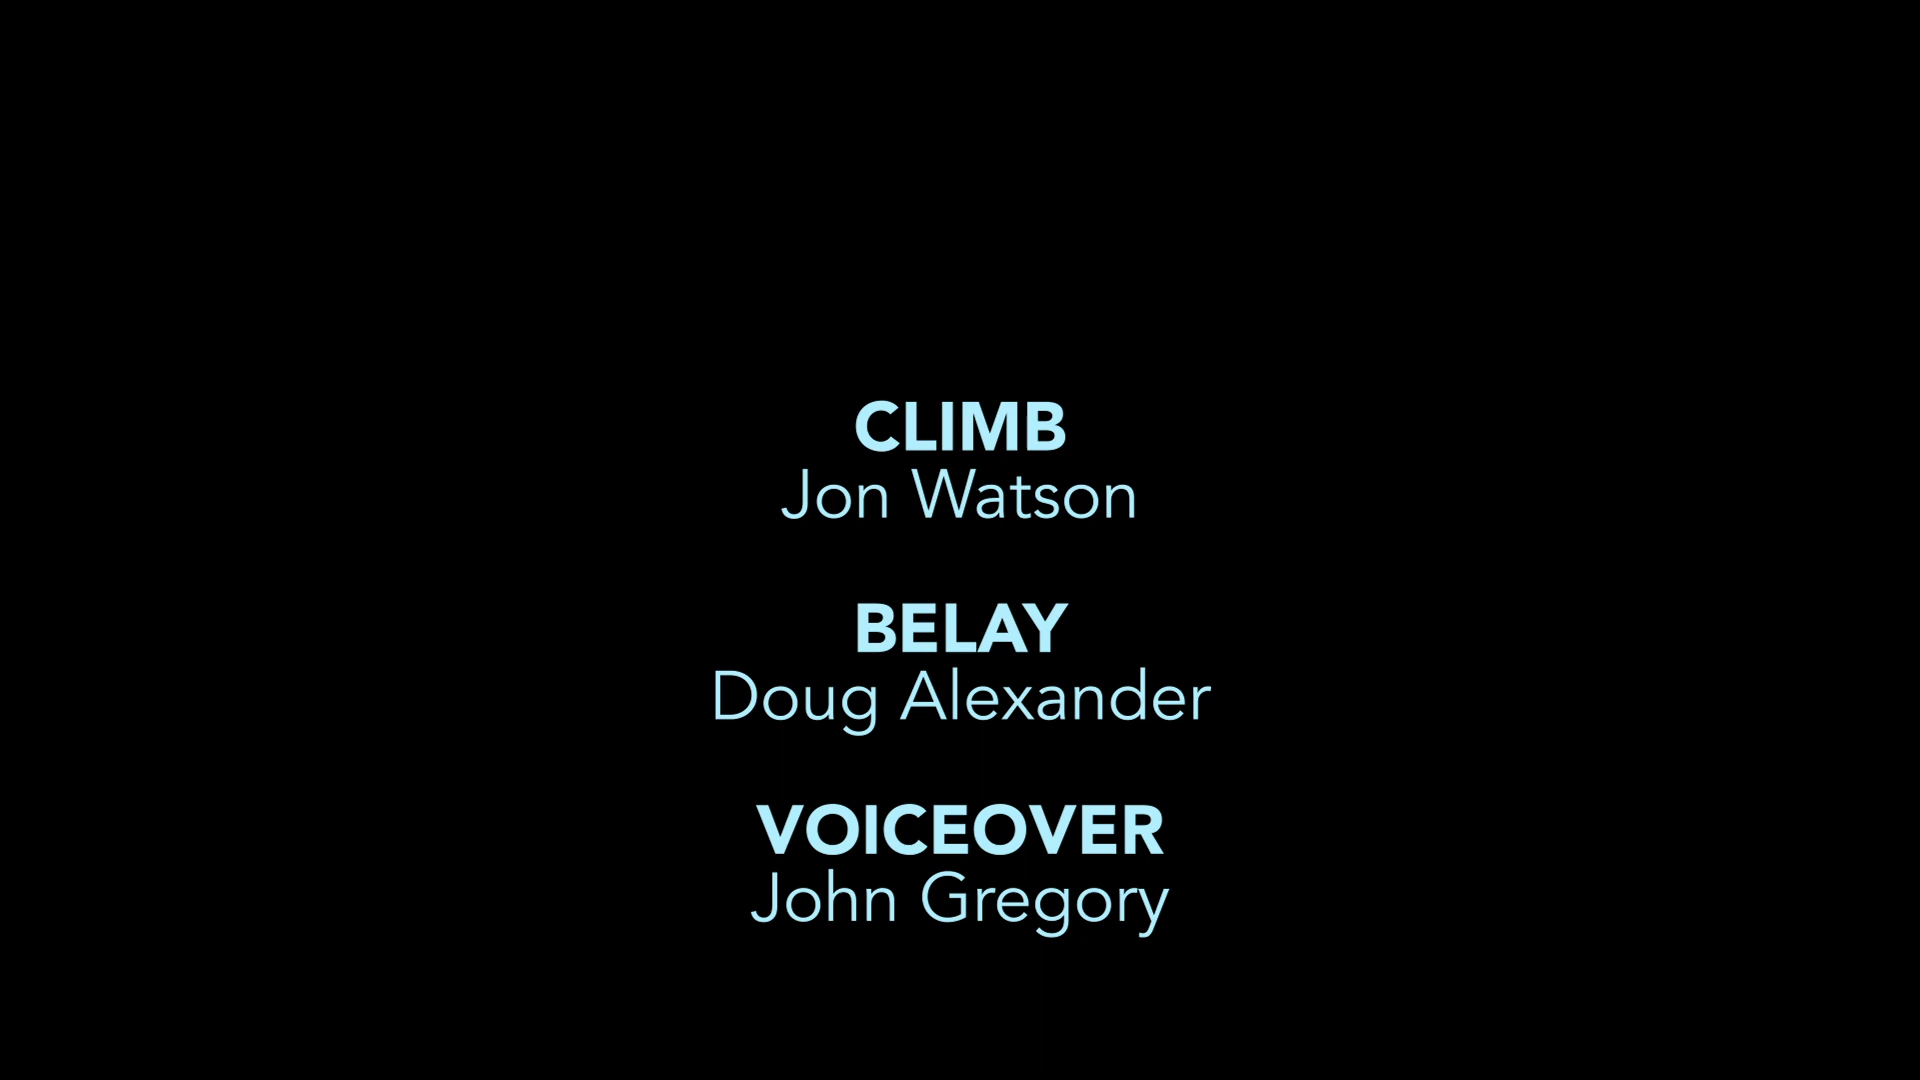 CLIMB
Jon Watson
BELAY
Doug Alexander
VOICEOVER
John Gregory